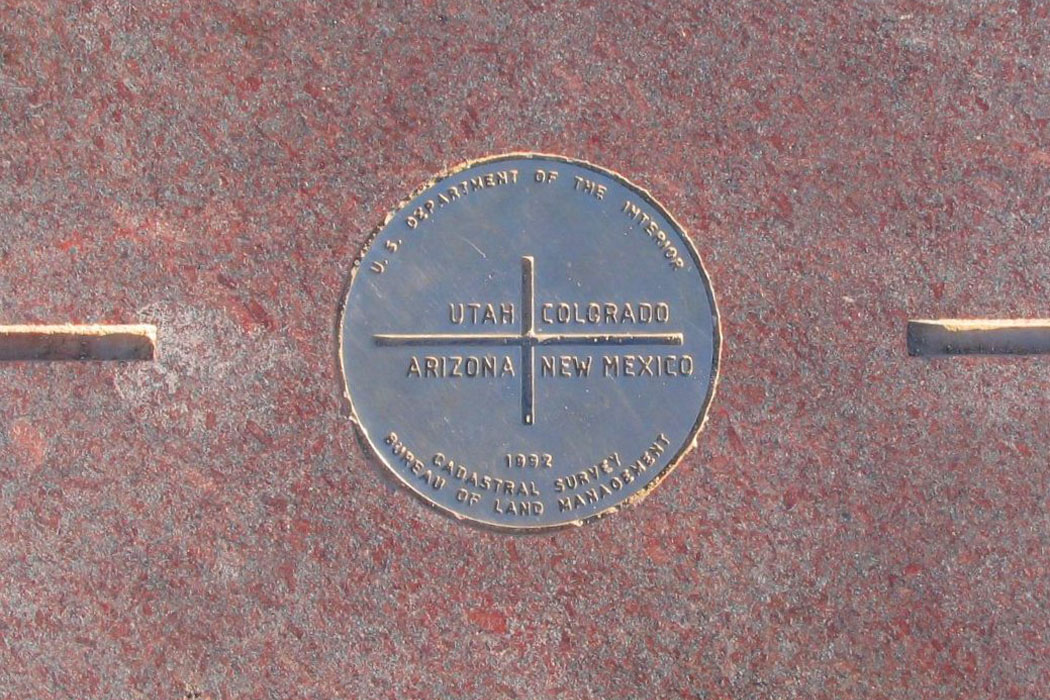 U. S. DEPARTMENT OF THE INTERIOR
UTAH COLORADO
ARIZONA NEW MEXICO
1992
CADASTRAL SURVEY
BUREAU OF LAND MANAGEMENT